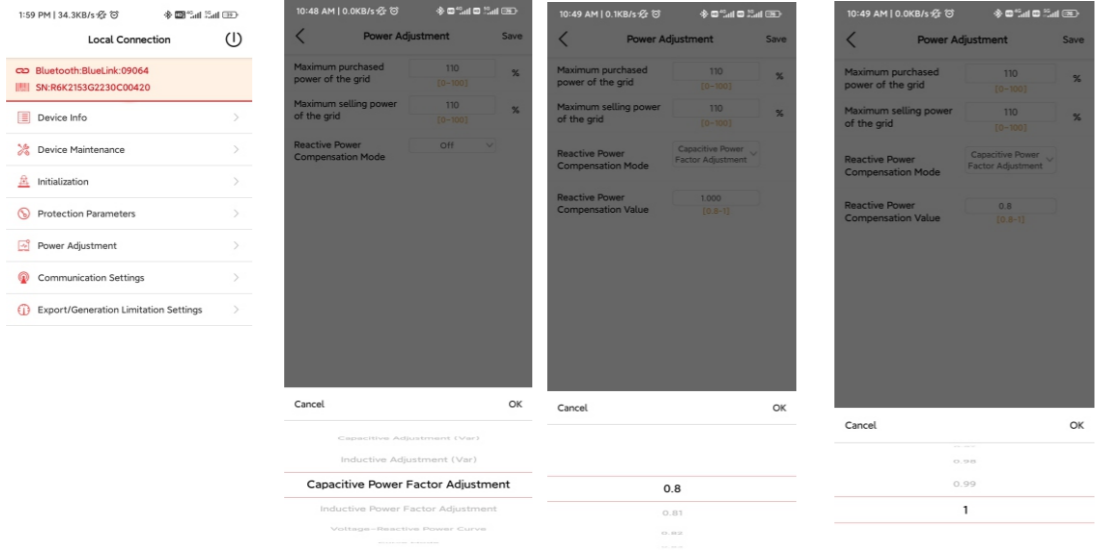 1:59 PM | 34.3KB/s
Local Connection
Bluetooth:BlueLink:09064
SN:R6K2153G2230C00420
Device Info
Device Maintenance
Initialization
Protection Parameters
Power Adjustment
Communication Settings
Export/Generation Limitation Settings
10:48 AM | 0.0KB/s
Power Adjustment
Save
Maximum purchased
power of the grid
110
%
[0~100]
Maximum selling power
of the grid
110
%
[0~100]
Reactive Power
Compensation Mode
Off
Cancel
OK
Capacitive Adjustment (Var)
Inductive Adjustment (Var)
Capacitive Power Factor Adjustment
Inductive Power Factor Adjustment
Voltage-Reactive Power Curve
10:49 AM | 0.1KB/s
Power Adjustment
Save
Maximum purchased
power of the grid
110
%
[0~100]
Maximum selling power
of the grid
110
%
[0~100]
Reactive Power
Compensation Mode
Capacitive Power
Factor Adjustment
Reactive Power
Compensation Value
1.000
[0.8~1]
Cancel
OK
0.8
0.81
0.82
10:49 AM | 0.0KB/s
Power Adjustment
Save
Maximum purchased
power of the grid
110
%
[0~100]
Maximum selling power
of the grid
110
%
[0~100]
Reactive Power
Compensation Mode
Capacitive Power
Factor Adjustment
Reactive Power
Compensation Value
0.8
[0.8~1]
Cancel
OK
0.98
0.99
1